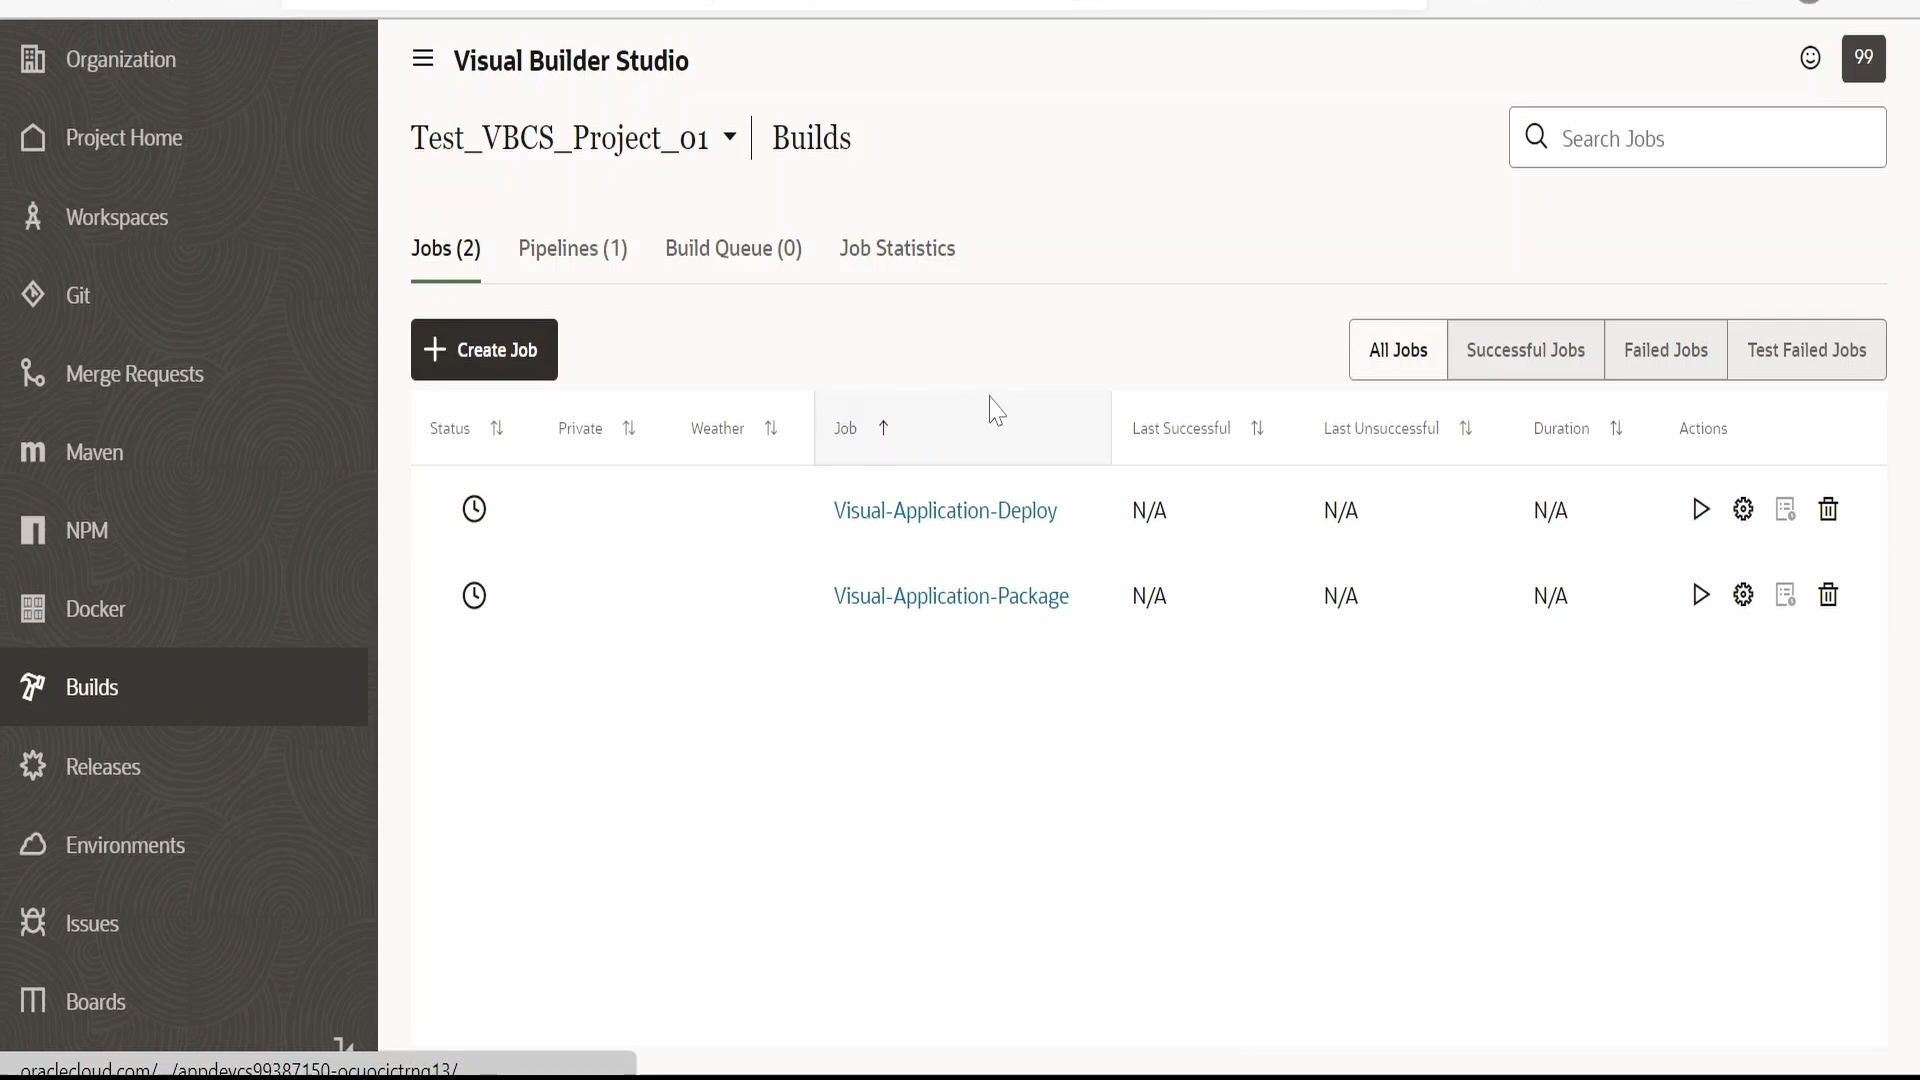 Organization
Project Home
Workspaces
Git
Merge Requests
Maven
NPM
Docker
Builds
Releases
Environments
Issues
Boards
Visual Builder Studio
99
Test_VBCS_Project_01
Builds
Search Jobs
Jobs (2)
Pipelines (1)
Build Queue (0)
Job Statistics
Create Job
All Jobs
Successful Jobs
Failed Jobs
Test Failed Jobs
Status
Private
Weather
Job
Last Successful
Last Unsuccessful
Duration
Actions
Visual-Application-Deploy N/A N/A N/A
Visual-Application-Package N/A N/A N/A